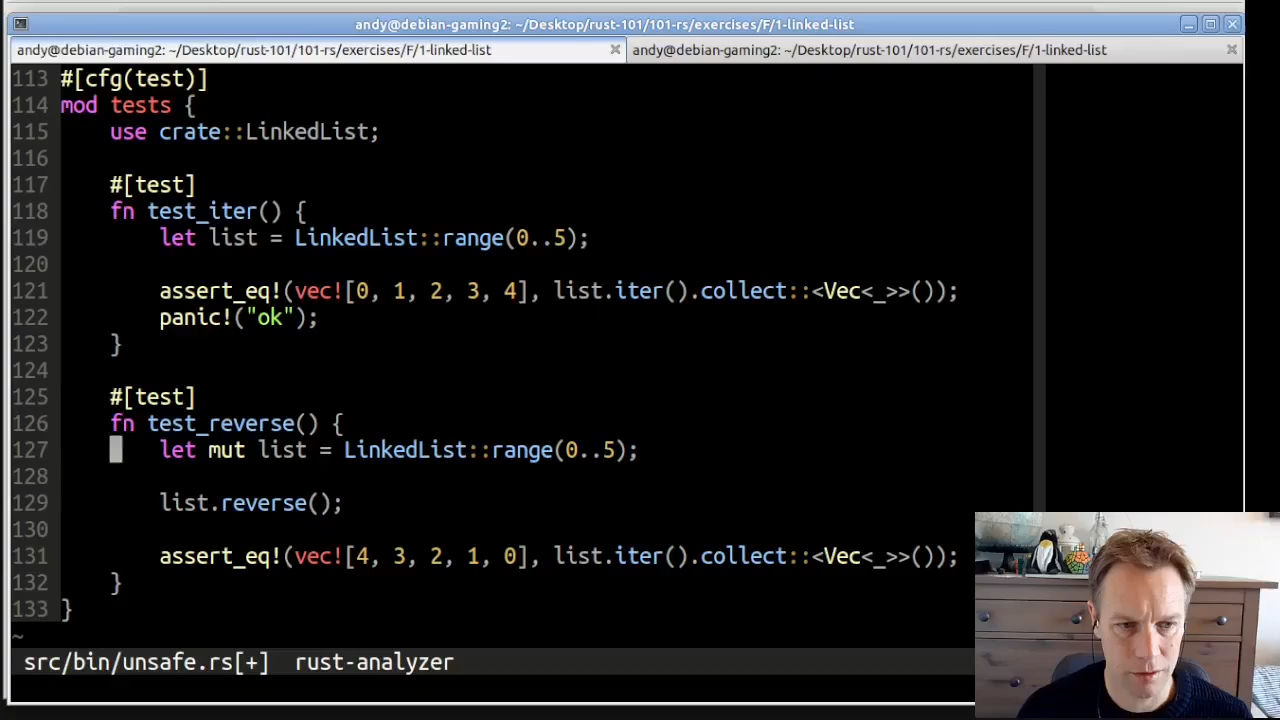 andy@debian-gaming2: ~/Desktop/rust-101/101-rs/exercises/F/1-linked-list
andy@debian-gaming2: ~/Desktop/rust-101/101-rs/exercises/F/1-linked-list
andy@debian-gaming2: ~/Desktop/rust-101/101-rs/exercises/F/1-linked-list
113 #[cfg(test)]
114 mod tests {
115     use crate::LinkedList;
116
117     #[test]
118     fn test_iter() {
119         let list = LinkedList::range(0..5);
120
121         assert_eq!(vec![0, 1, 2, 3, 4], list.iter().collect::<Vec<_>>());
122         panic!("ok");
123     }
124
125     #[test]
126     fn test_reverse() {
127         let mut list = LinkedList::range(0..5);
128
129         list.reverse();
130
131         assert_eq!(vec![4, 3, 2, 1, 0], list.iter().collect::<Vec<_>>());
132     }
133 }
~
src/bin/unsafe.rs[+]  rust-analyzer